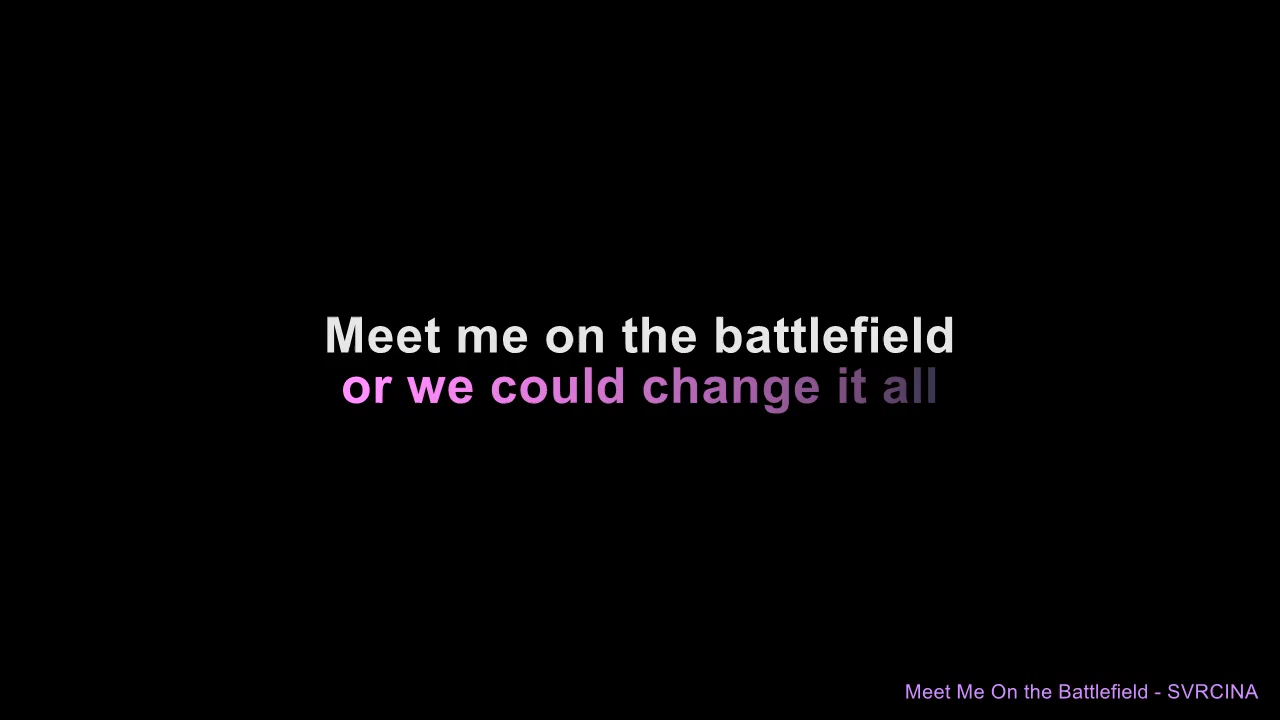 Meet me on the battlefield
or we could change it all
Meet Me On the Battlefield - SVRCINA